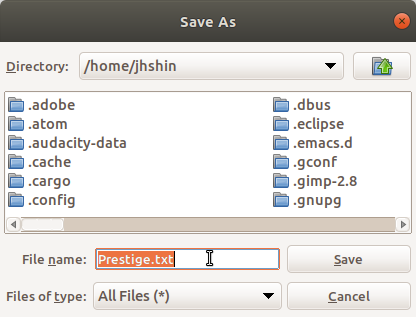 Save As
Directory: /home/jhshin
.adobe
.atom
.audacity-data
.cache
.cargo
.config
.dbus
.eclipse
.emacs.d
.gconf
.gimp-2.8
.gnupg
File name: Prestige.txt Save
Files of type: All Files (*) Cancel